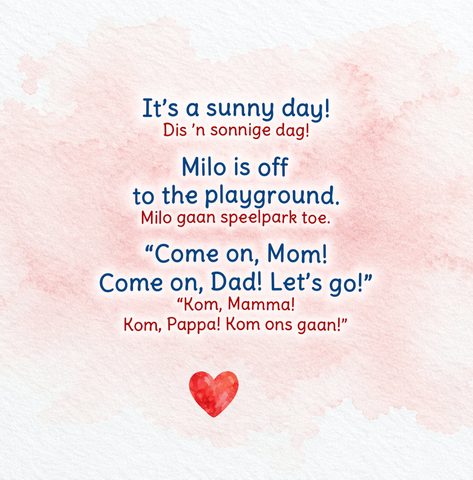 It's a sunny day!
Dis 'n sonnige dag!
Milo is off
to the playground.
Milo gaan speelpark toe.
“Come on, Mom!
Come on, Dad! Let's go!”
“Kom, Mamma!
Kom, Pappa! Kom ons gaan!”